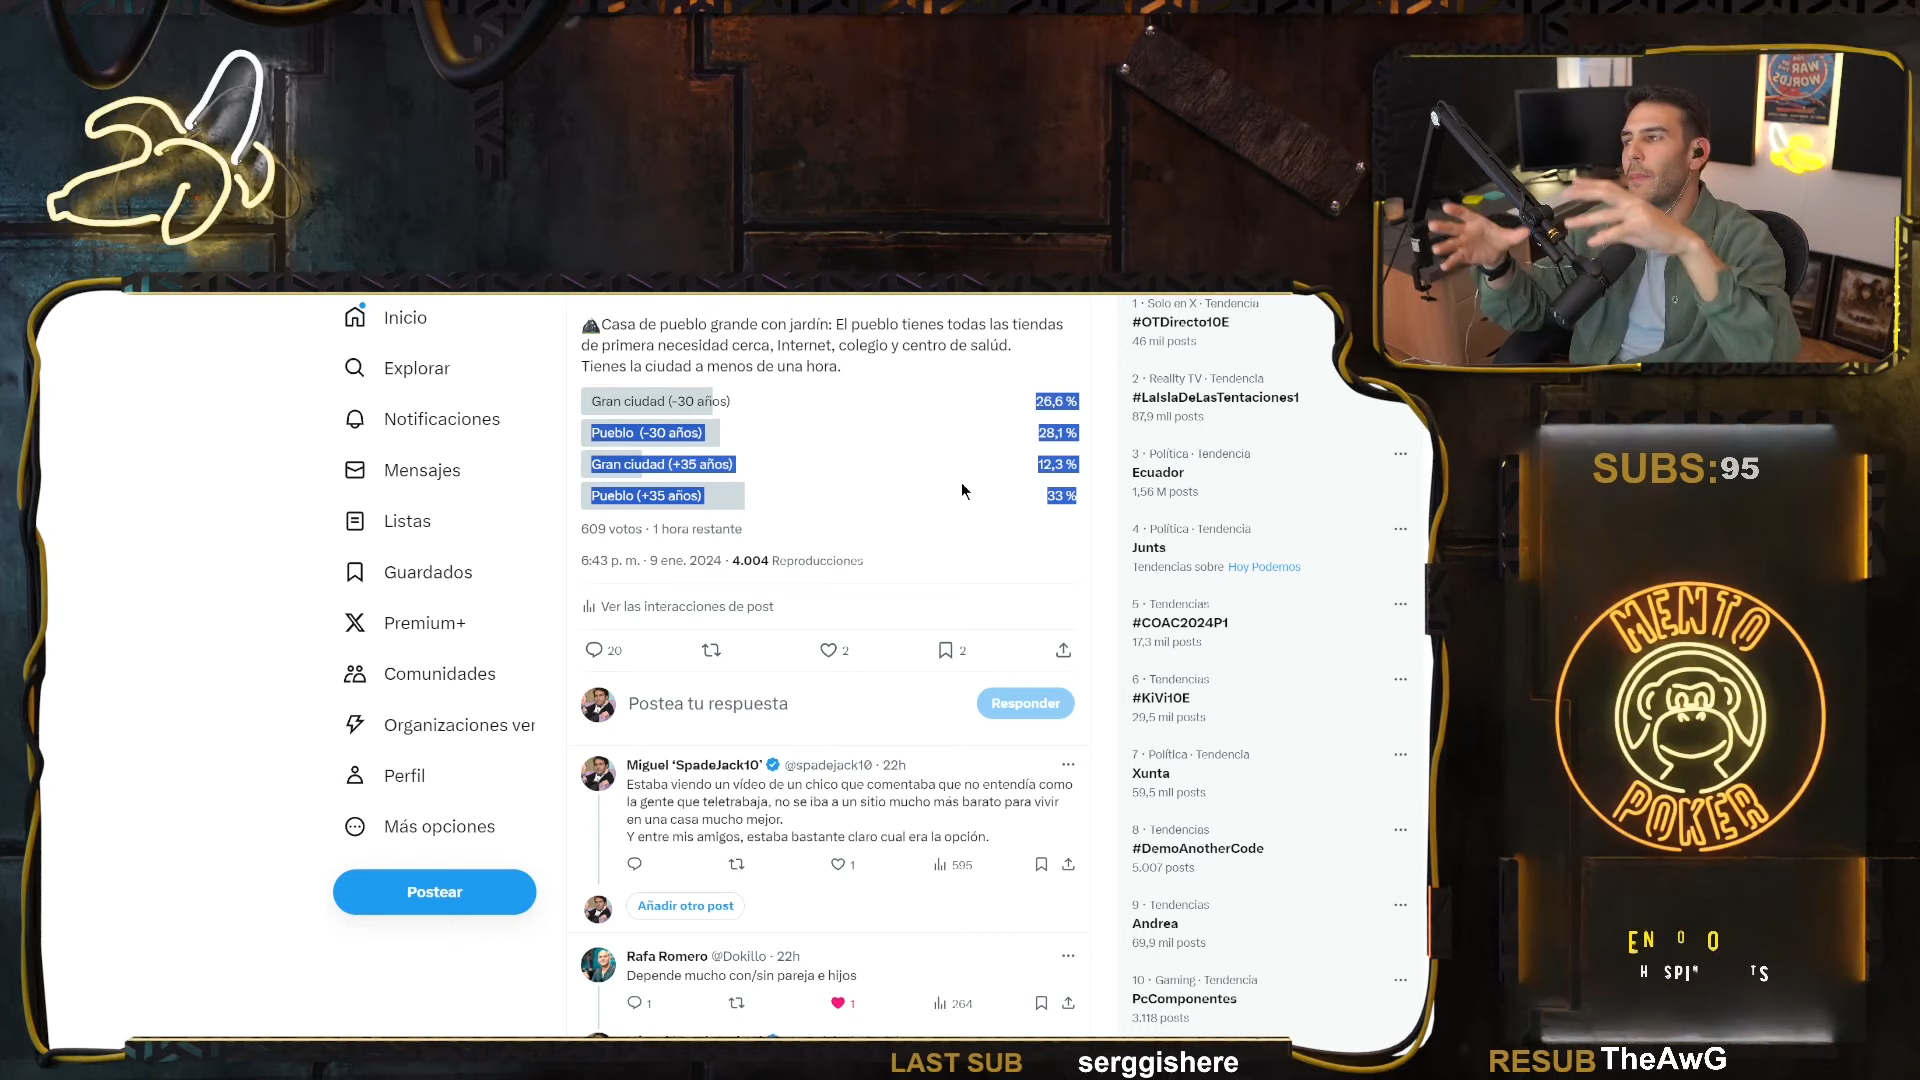 Inicio
Explorar
Notificaciones
Mensajes
Listas
Guardados
Premium+
Comunidades
Organizaciones ver
Perfil
Más opciones
Postear
Casa de pueblo grande con jardín: El pueblo tienes todas las tiendas
de primera necesidad cerca, Internet, colegio y centro de salúd.
Tienes la ciudad a menos de una hora.
Gran ciudad (-30 años) 26,6 %
Pueblo (-30 años) 28,1 %
Gran ciudad (+35 años) 12,3 %
Pueblo (+35 años) 33 %
609 votos · 1 hora restante
6:43 p. m. · 9 ene. 2024 · 4.004 Reproducciones
Ver las interacciones de post
20 2 2
Postea tu respuesta
Responder
Miguel ‘SpadeJack10’ @spadejack10 · 22h
Estaba viendo un vídeo de un chico que comentaba que no entendía como
la gente que teletrabaja, no se iba a un sitio mucho más barato para vivir
en una casa mucho mejor.
Y entre mis amigos, estaba bastante claro cual era la opción.
1 595
Añadir otro post
Rafa Romero @Dokillo · 22h
Depende mucho con/sin pareja e hijos
1 1 264
1 · Solo en X · Tendencia
#OTDirecto10E
46 mil posts
2 · Reality TV · Tendencia
#LaIslaDeLasTentaciones1
87,9 mil posts
3 · Política · Tendencia
Ecuador
1,56 M posts
4 · Política · Tendencia
Junts
Tendencias sobre Hoy Podemos
5 · Tendencias
#COAC2024P1
17,3 mil posts
6 · Tendencias
#KiVi10E
29,5 mil posts
7 · Política · Tendencia
Xunta
59,5 mil posts
8 · Tendencias
#DemoAnotherCode
5.007 posts
9 · Tendencias
Andrea
69,9 mil posts
10 · Gaming · Tendencia
PcComponentes
3.118 posts
WAR
WORLDS
SUBS: 95
MENTO
POKER
LAST SUB serggishere
RESUB TheAwG